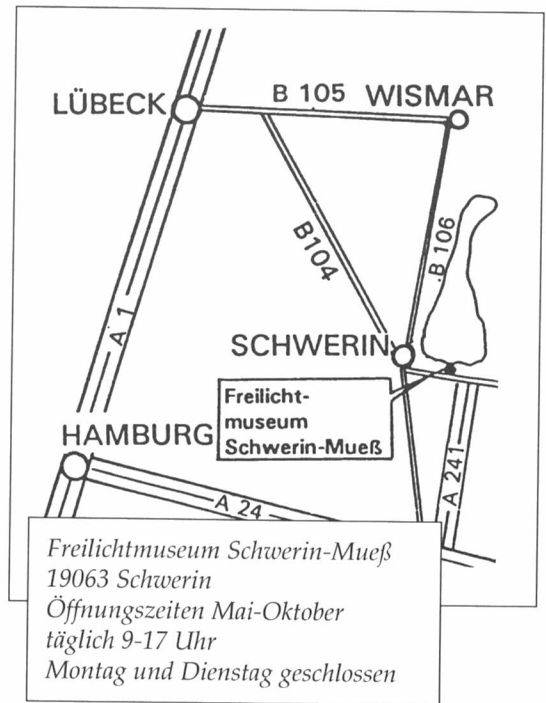 B 105 WISMAR
LÜBECK
B104
B 106
A 1
SCHWERIN
Freilicht-
museum
Schwerin-Mueß
HAMBURG
A 241
A 24
Freilichtmuseum Schwerin-Mueß
19063 Schwerin
Öffnungszeiten Mai-Oktober
täglich 9-17 Uhr
Montag und Dienstag geschlossen